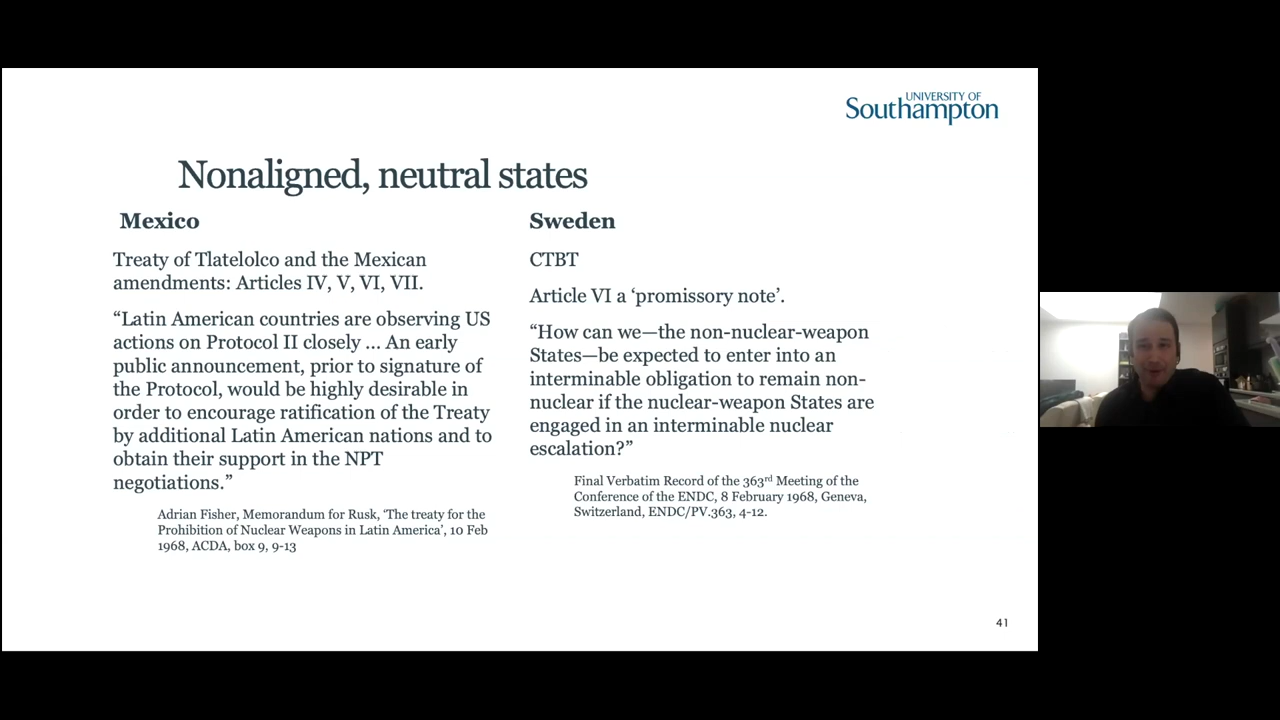 UNIVERSITY OF
Southampton
Nonaligned, neutral states
Mexico
Treaty of Tlatelolco and the Mexican
amendments: Articles IV, V, VI, VII.
“Latin American countries are observing US
actions on Protocol II closely ... An early
public announcement, prior to signature of
the Protocol, would be highly desirable in
order to encourage ratification of the Treaty
by additional Latin American nations and to
obtain their support in the NPT
negotiations.”
Adrian Fisher, Memorandum for Rusk, ‘The treaty for the
Prohibition of Nuclear Weapons in Latin America’, 10 Feb
1968, ACDA, box 9, 9-13
Sweden
CTBT
Article VI a ‘promissory note’.
“How can we—the non-nuclear-weapon
States—be expected to enter into an
interminable obligation to remain non-
nuclear if the nuclear-weapon States are
engaged in an interminable nuclear
escalation?”
Final Verbatim Record of the 363rd Meeting of the
Conference of the ENDC, 8 February 1968, Geneva,
Switzerland, ENDC/PV.363, 4-12.
41